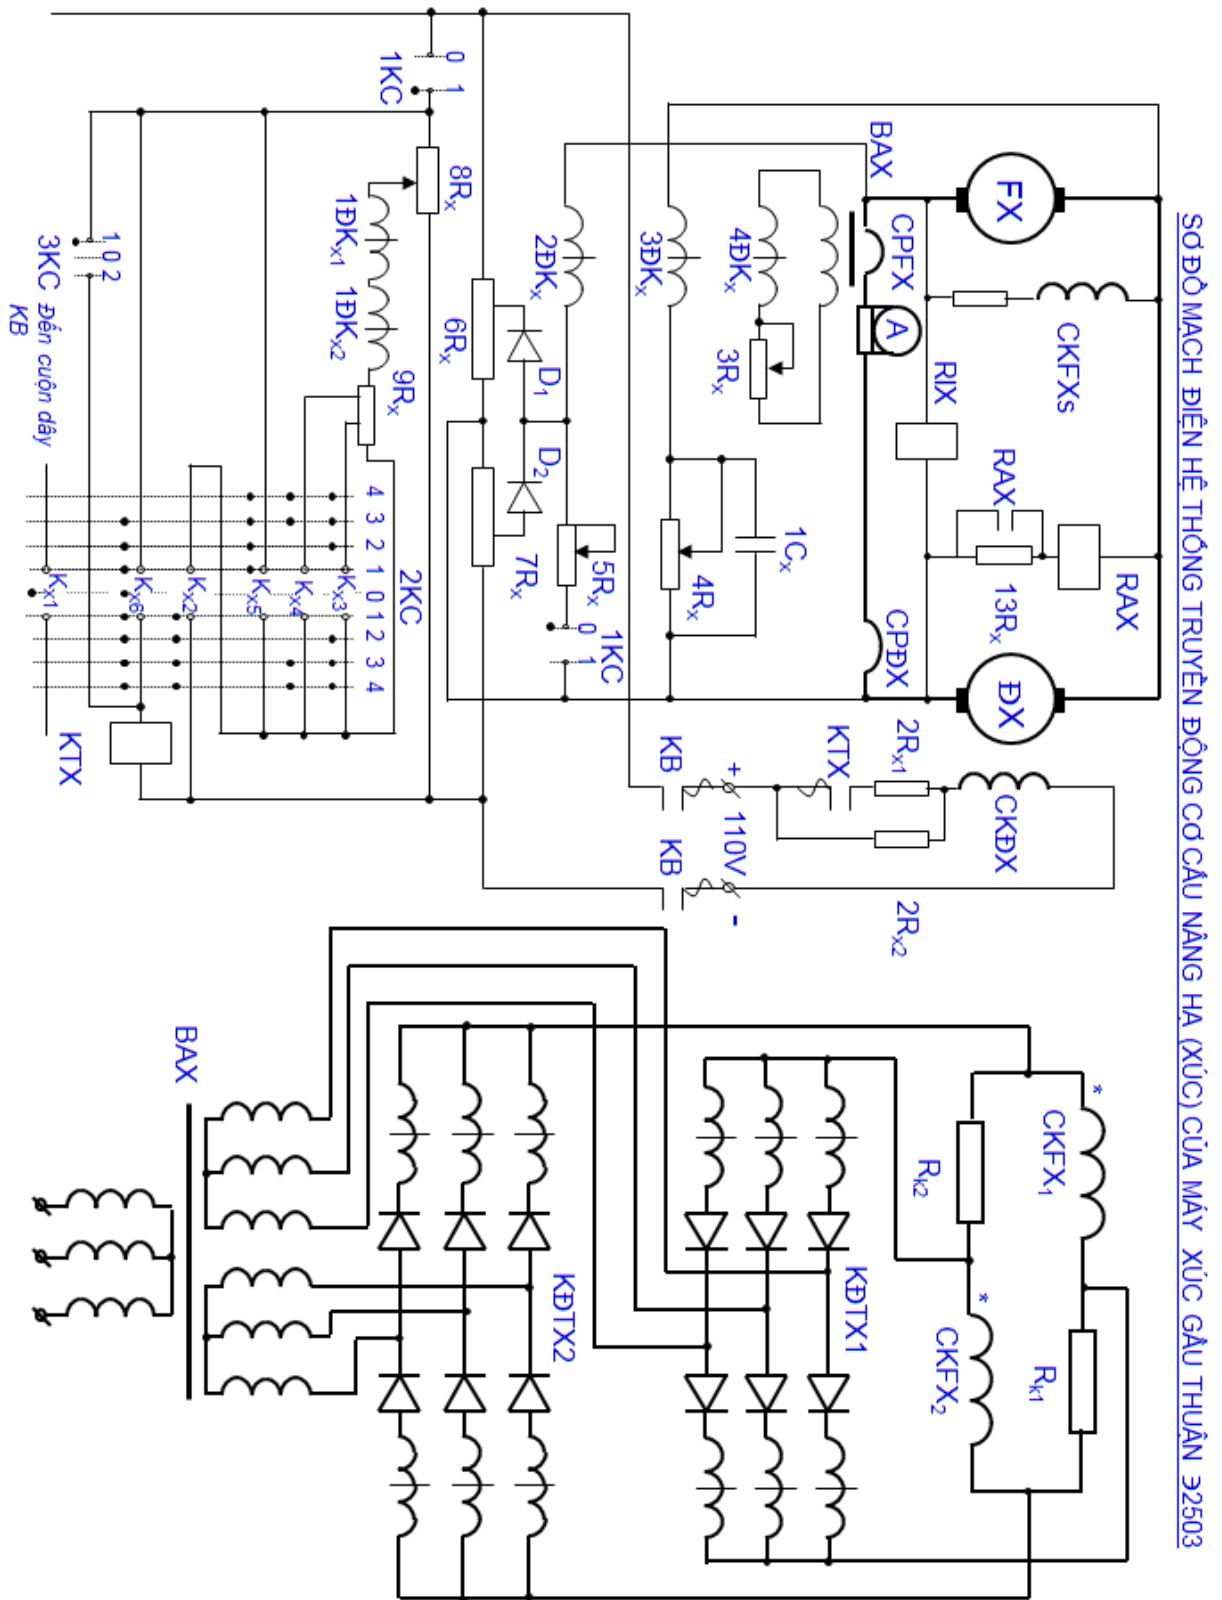 SƠ ĐỒ MẠCH ĐIỆN HỆ THỐNG TRUYỀN ĐỘNG CƠ CẤU NÂNG HẠ (XÚC) CỦA MÁY XÚC GẦU THUẬN Э2503
FX
CKFXs
RAX
ĐX
RIX
RAX
13Rx
BAX
CPFX
A
CPĐX
2Rx1
CKĐX
4ĐKx
3Rx
KTX
3ĐKx
1Cx
4Rx
+
110V
-
2Rx2
2ĐKx
D1
D2
5Rx
0
1
1KC
KB
KB
6Rx
7Rx
0
1
1KC
8Rx
1ĐKx1
1ĐKx2
9Rx
2KC
4
3
2
1
0
1
2
3
4
Kx3
Kx4
Kx5
Kx2
Kx6
Kx1
1
0
2
3KC
Đến cuộn dây
KB
KTX
*
CKFX1
Rk1
Rk2
*
CKFX2
KĐTX1
KĐTX2
BAX